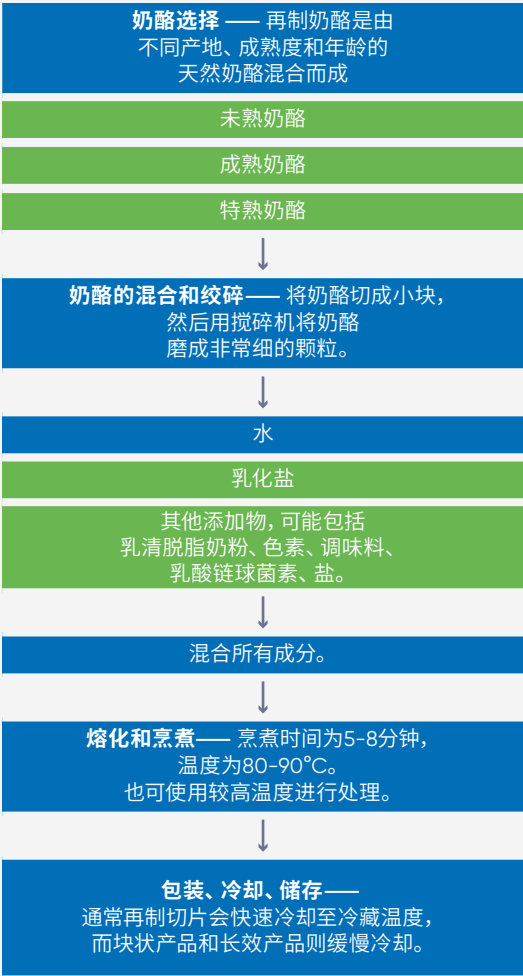 奶酪选择 —— 再制奶酪是由
不同产地、成熟度和年龄的
天然奶酪混合而成
未熟奶酪
成熟奶酪
特熟奶酪
奶酪的混合和绞碎—— 将奶酪切成小块，
然后用搅碎机将奶酪
磨成非常细的颗粒。
水
乳化盐
其他添加物，可能包括
乳清脱脂奶粉、色素、调味料、
乳酸链球菌素、盐。
混合所有成分。
熔化和烹煮—— 烹煮时间为5-8分钟，
温度为80-90°C。
也可使用较高温度进行处理。
包装、冷却、储存——
通常再制切片会快速冷却至冷藏温度，
而块状产品和长效产品则缓慢冷却。